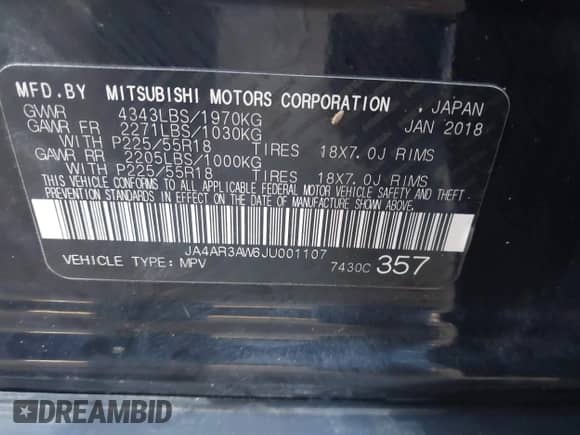 MFD.BY MITSUBISHI MOTORS CORPORATION , JAPAN
GVWR 4343LBS/1970KG JAN 2018
GAWR FR 2271LBS/1030KG
WITH P225/55R18 TIRES 18X7.0J RIMS
GAWR RR 2205LBS/1000KG
WITH P225/55R18 TIRES 18X7.0J RIMS
THIS VEHICLE CONFORMS TO ALL APPLICABLE FEDERAL MOTOR VEHICLE SAFETY AND THEFT
PREVENTION STANDARDS IN EFFECT ON THE DATE OF MANUFACTURE SHOWN ABOVE.
JA4AR3AW6JU001107
VEHICLE TYPE: MPV 7430C 357
DREAMBID